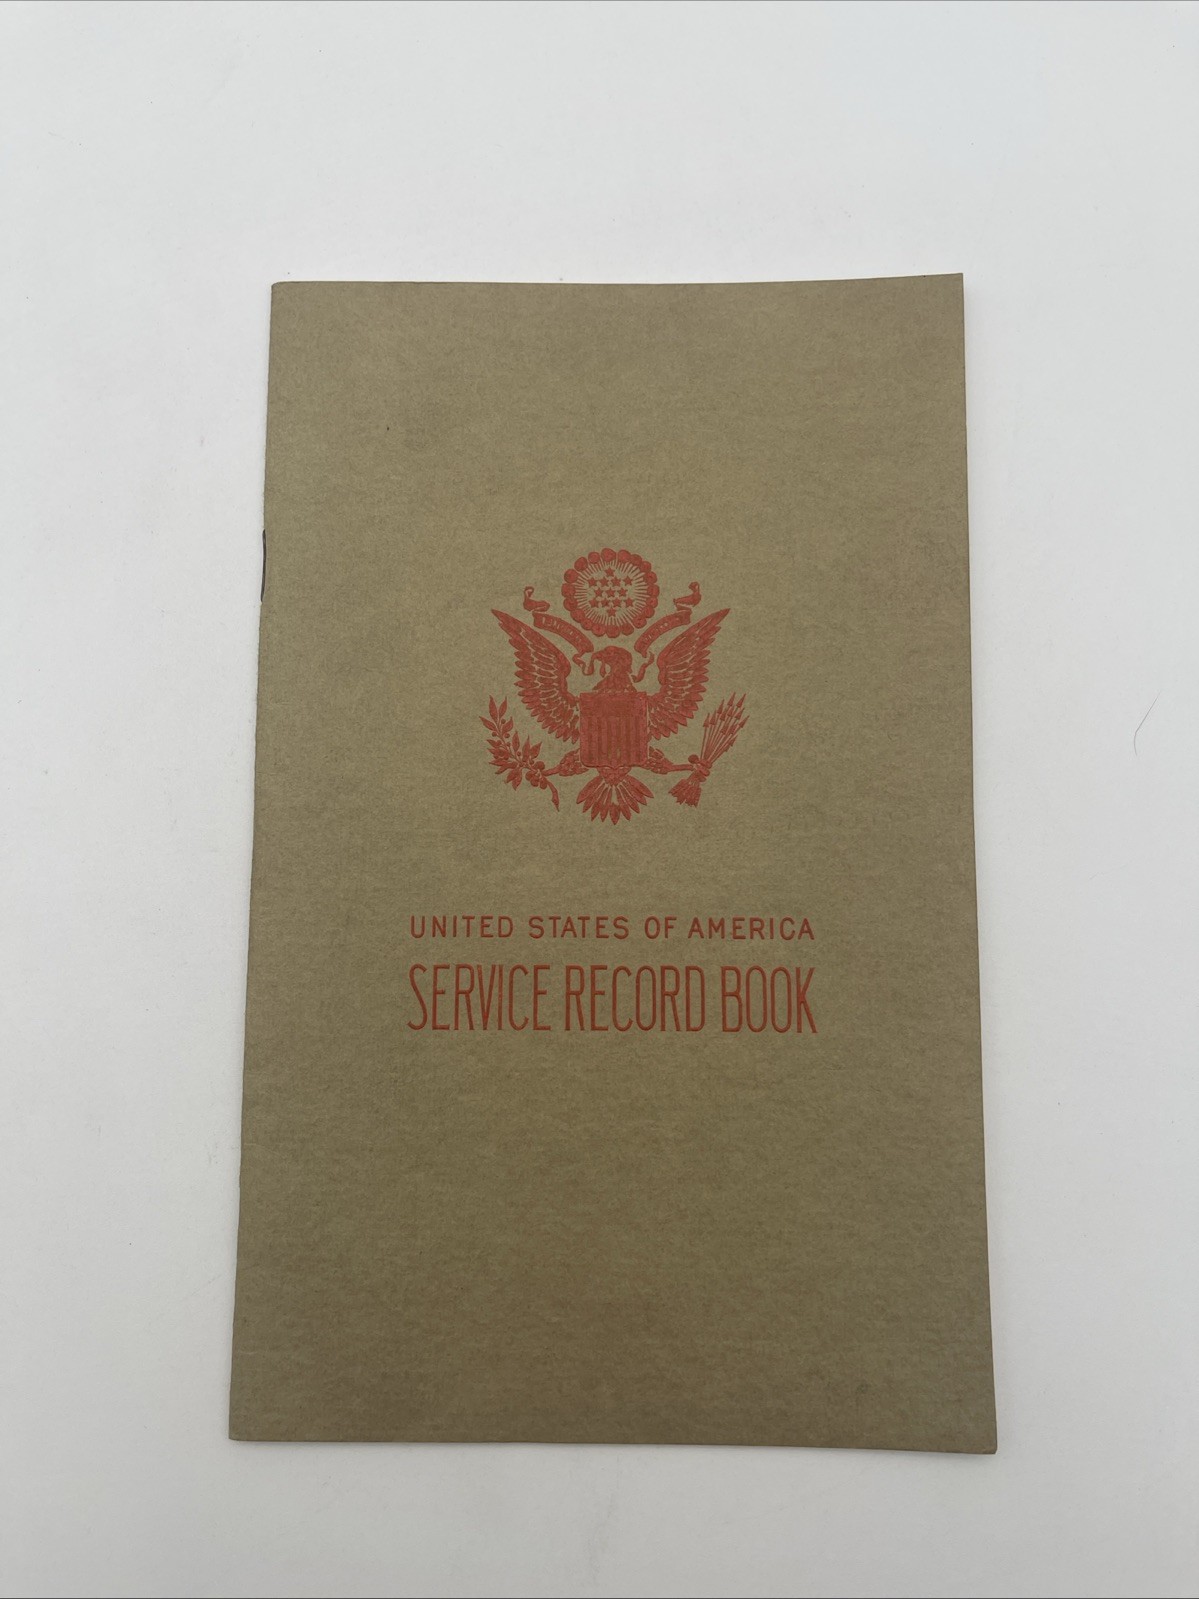 UNITED STATES OF AMERICA
SERVICE RECORD BOOK